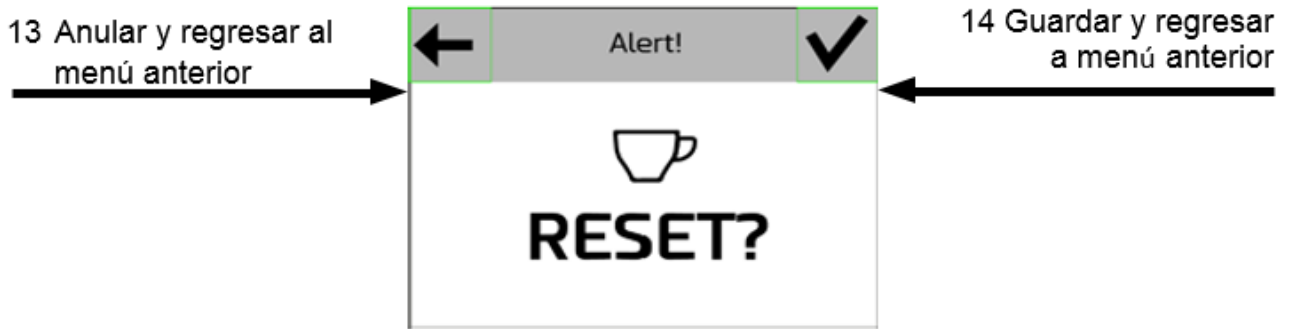 13 Anular y regresar al
menú anterior
Alert!
14 Guardar y regresar
a menú anterior
RESET?